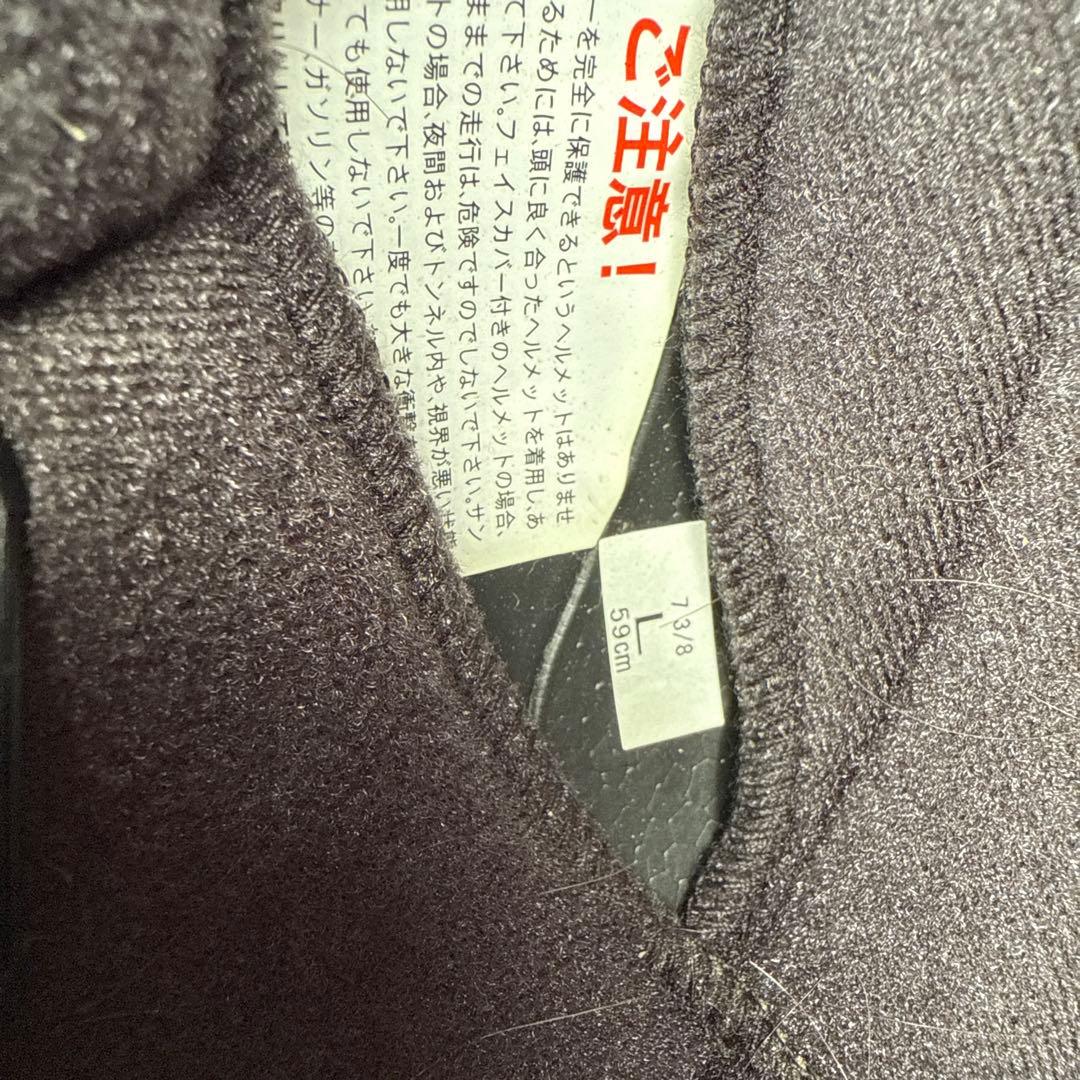 ご注意!
ーを完全に保護できるというヘルメットはありませ
るためには、頭に良く合ったヘルメットを着用し、あ
て下さい。フェイスカバー付きのヘルメットの場合、
ままでの走行は、危険ですのでしないで下さい。サン
トの場合、夜間およびトンネル内や、視界が悪い
用しないで下さい。一度でも大きな衝撃
ても使用しないで下さい
ナー、ガソリン等の
7 3/8
L
59cm